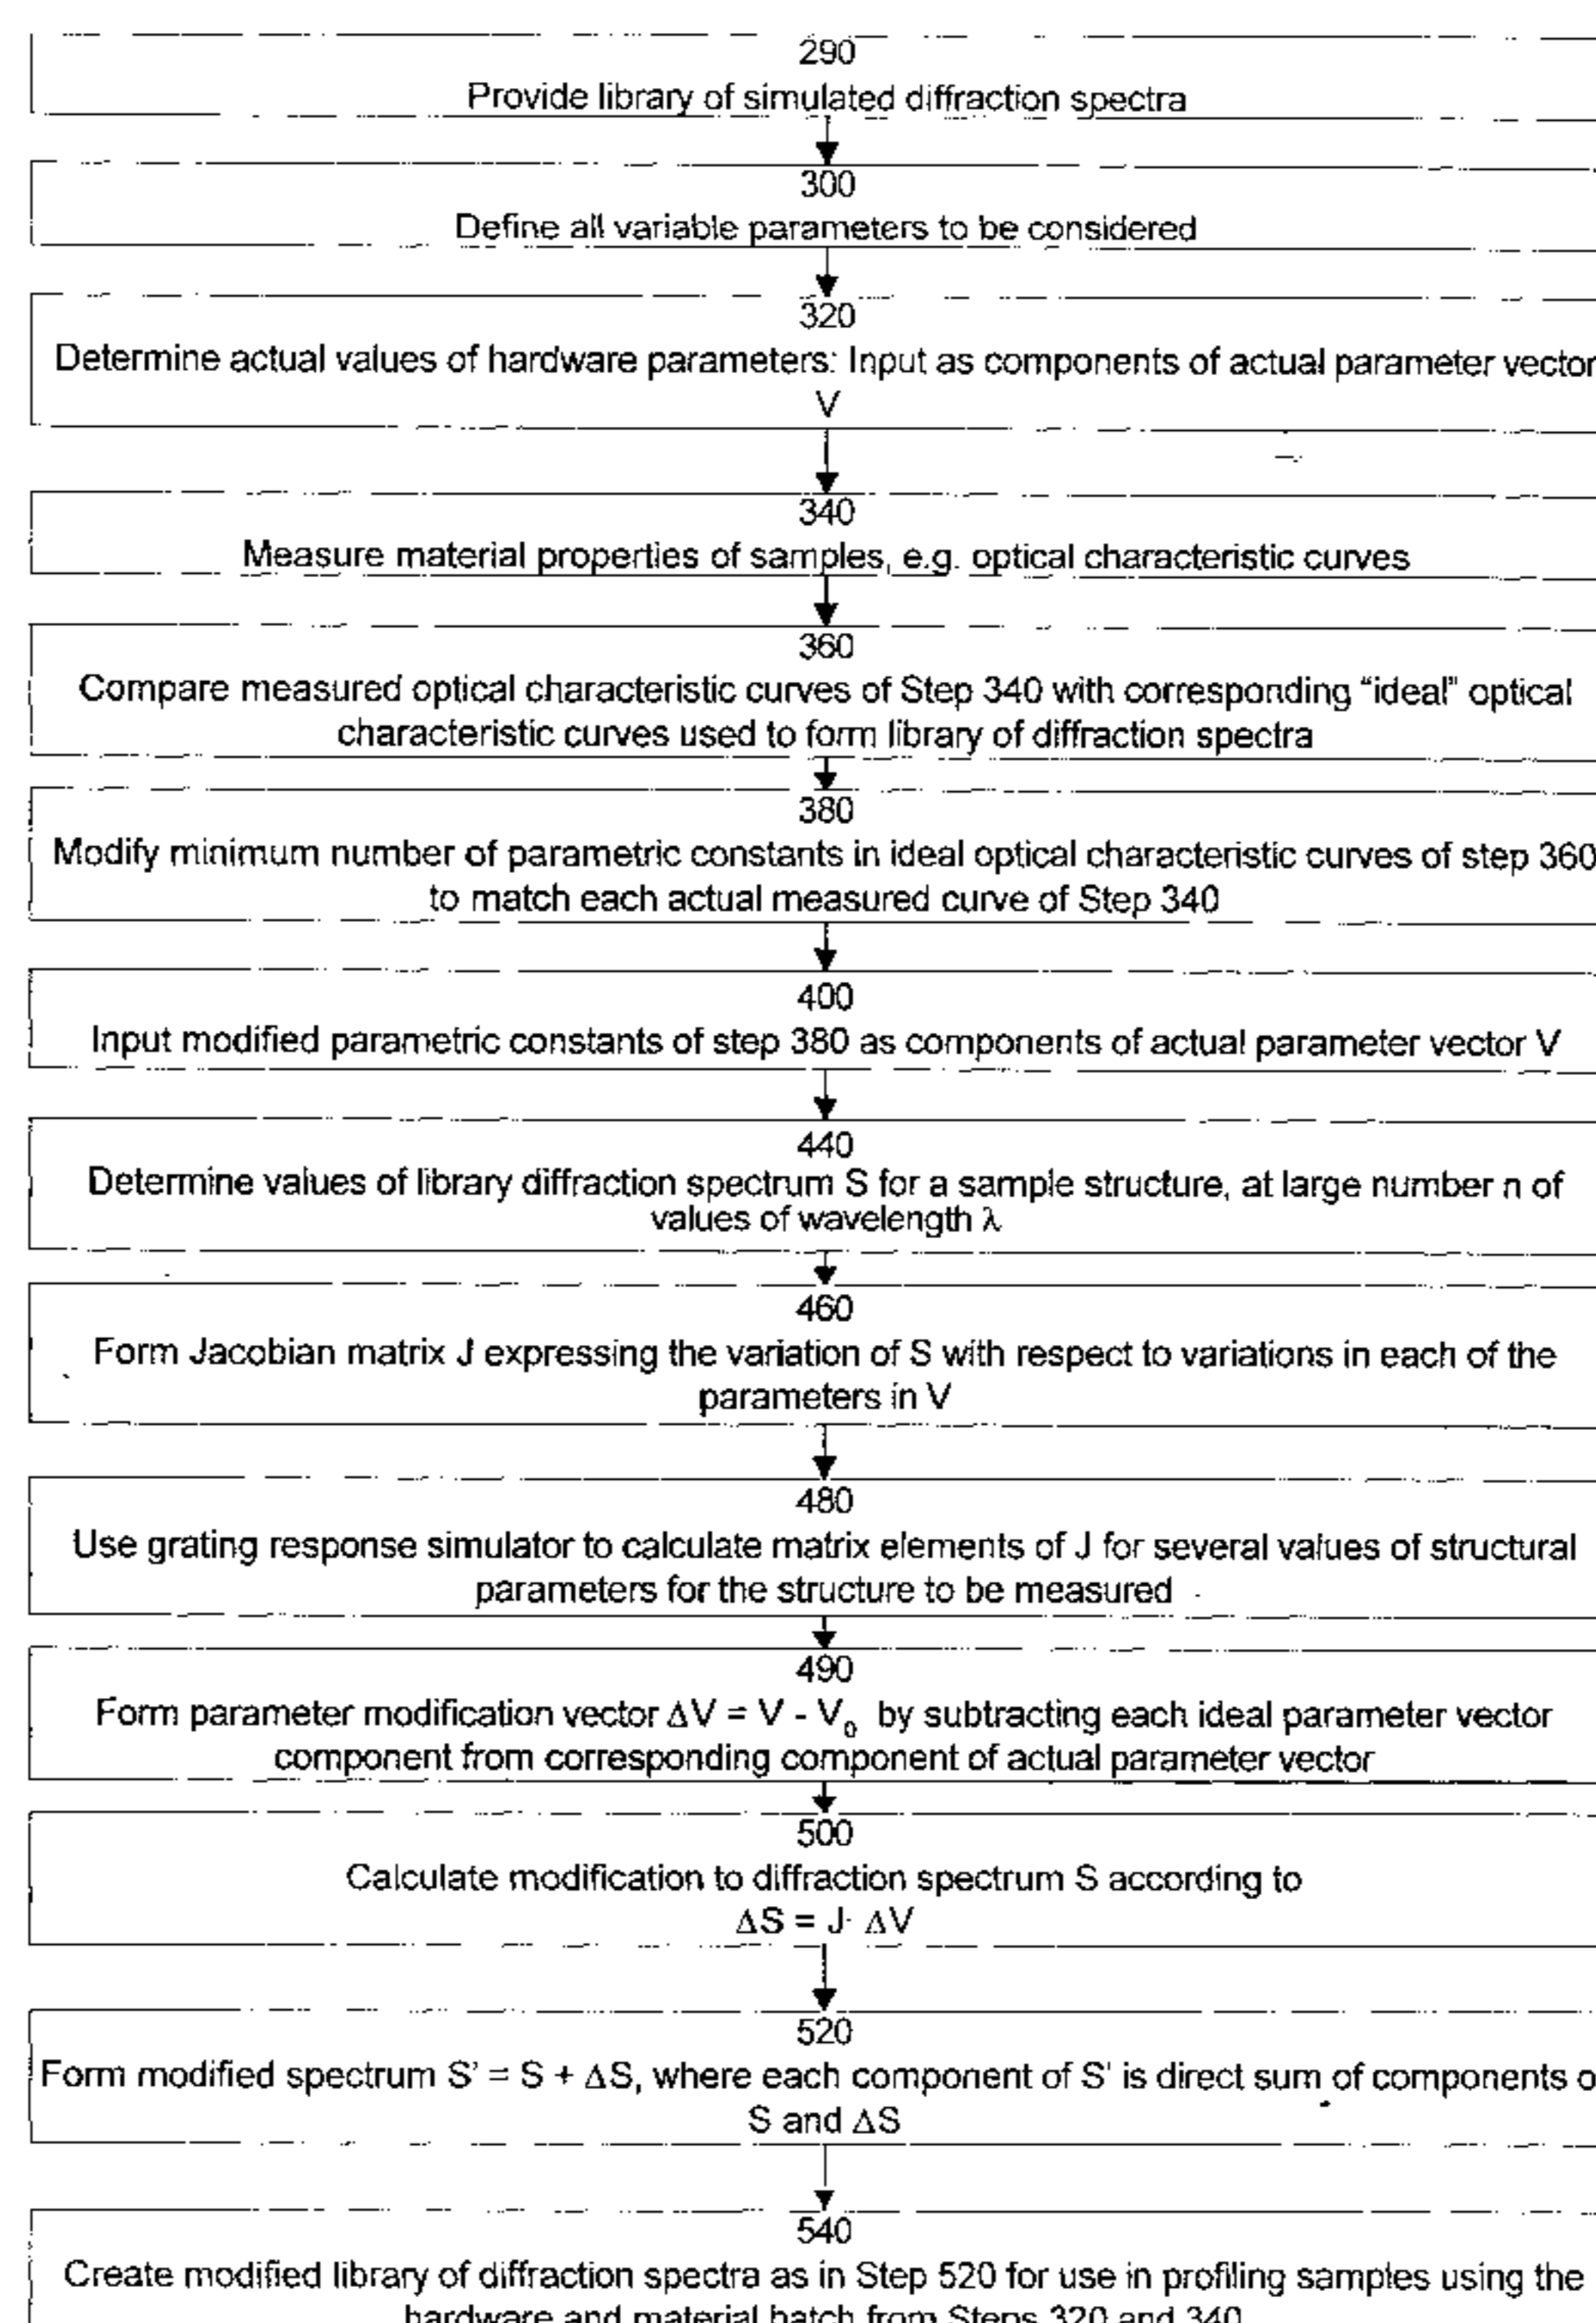 290
Provide library of simulated diffraction spectra
300
Define all variable parameters to be considered
320
Determine actual values of hardware parameters: Input as components of actual parameter vector
V
340
Measure material properties of samples, e.g. optical characteristic curves
360
Compare measured optical characteristic curves of Step 340 with corresponding "ideal" optical
characteristic curves used to form library of diffraction spectra
380
Modify minimum number of parametric constants in ideal optical characteristic curves of step 360
to match each actual measured curve of Step 340
400
Input modified parametric constants of step 380 as components of actual parameter vector V
440
Determine values of library diffraction spectrum S for a sample structure, at large number n of
values of wavelength λ
460
Form Jacobian matrix J expressing the variation of S with respect to variations in each of the
parameters in V
480
Use grating response simulator to calculate matrix elements of J for several values of structural
parameters for the structure to be measured
490
Form parameter modification vector ΔV = V - V₀ by subtracting each ideal parameter vector
component from corresponding component of actual parameter vector
500
Calculate modification to diffraction spectrum S according to
ΔS = J· ΔV
520
Form modified spectrum S' = S + ΔS, where each component of S' is direct sum of components o
S and ΔS
540
Create modified library of diffraction spectra as in Step 520 for use in profiling samples using the
hardware and material batch from Steps 320 and 340